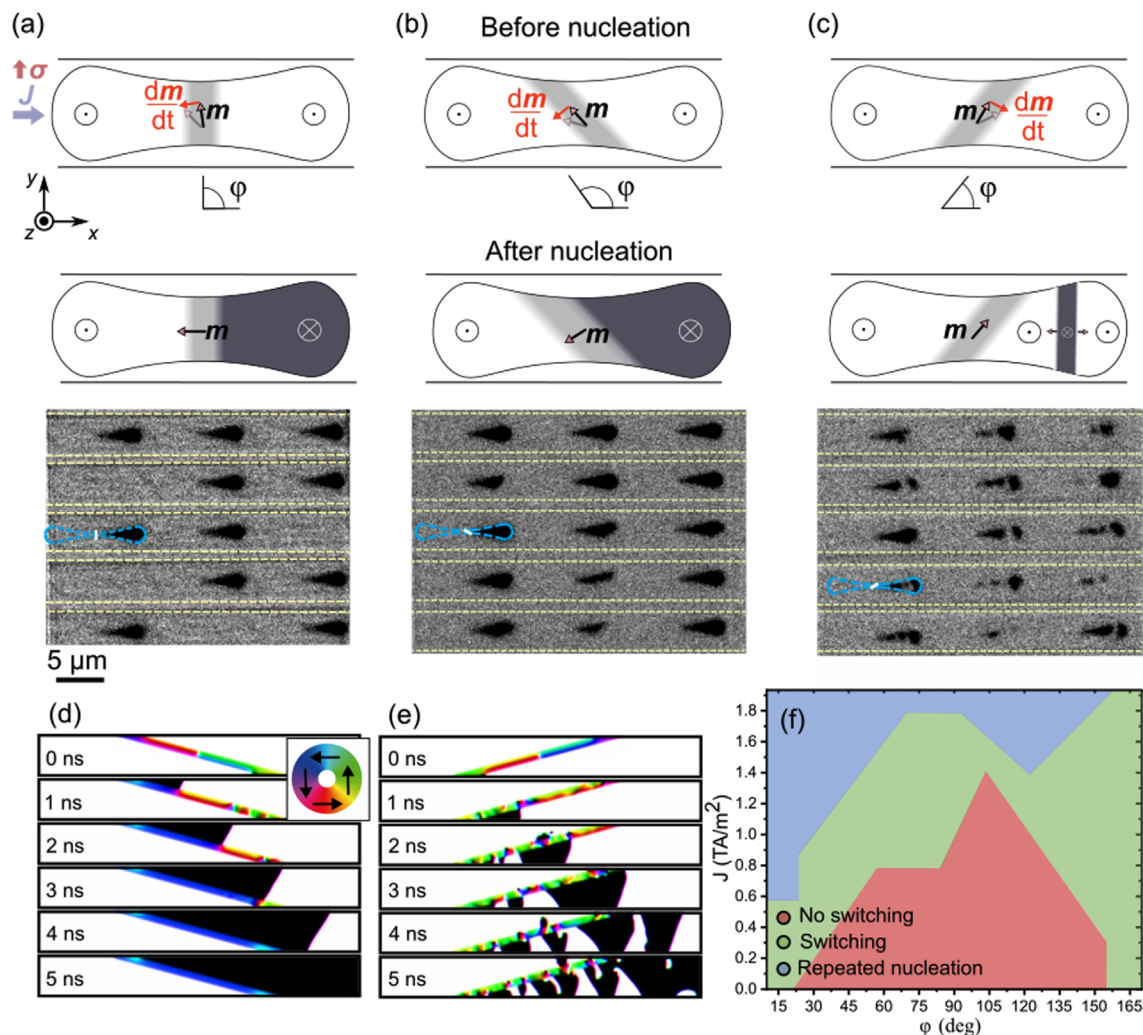 (a)
(b)
(c)
Before nucleation
σ
J
dm
dt
m
dm
dt
m
m
dm
dt
y
z
x
φ
φ
φ
After nucleation
m
m
m
5 μm
(d)
(e)
(f)
0 ns
1 ns
2 ns
3 ns
4 ns
5 ns
0 ns
1 ns
2 ns
3 ns
4 ns
5 ns
J (TA/m²)
1.8
1.6
1.4
1.2
1.0
0.8
0.6
0.4
0.2
0.0
No switching
Switching
Repeated nucleation
15 30 45 60 75 90 105 120 135 150 165
φ (deg)